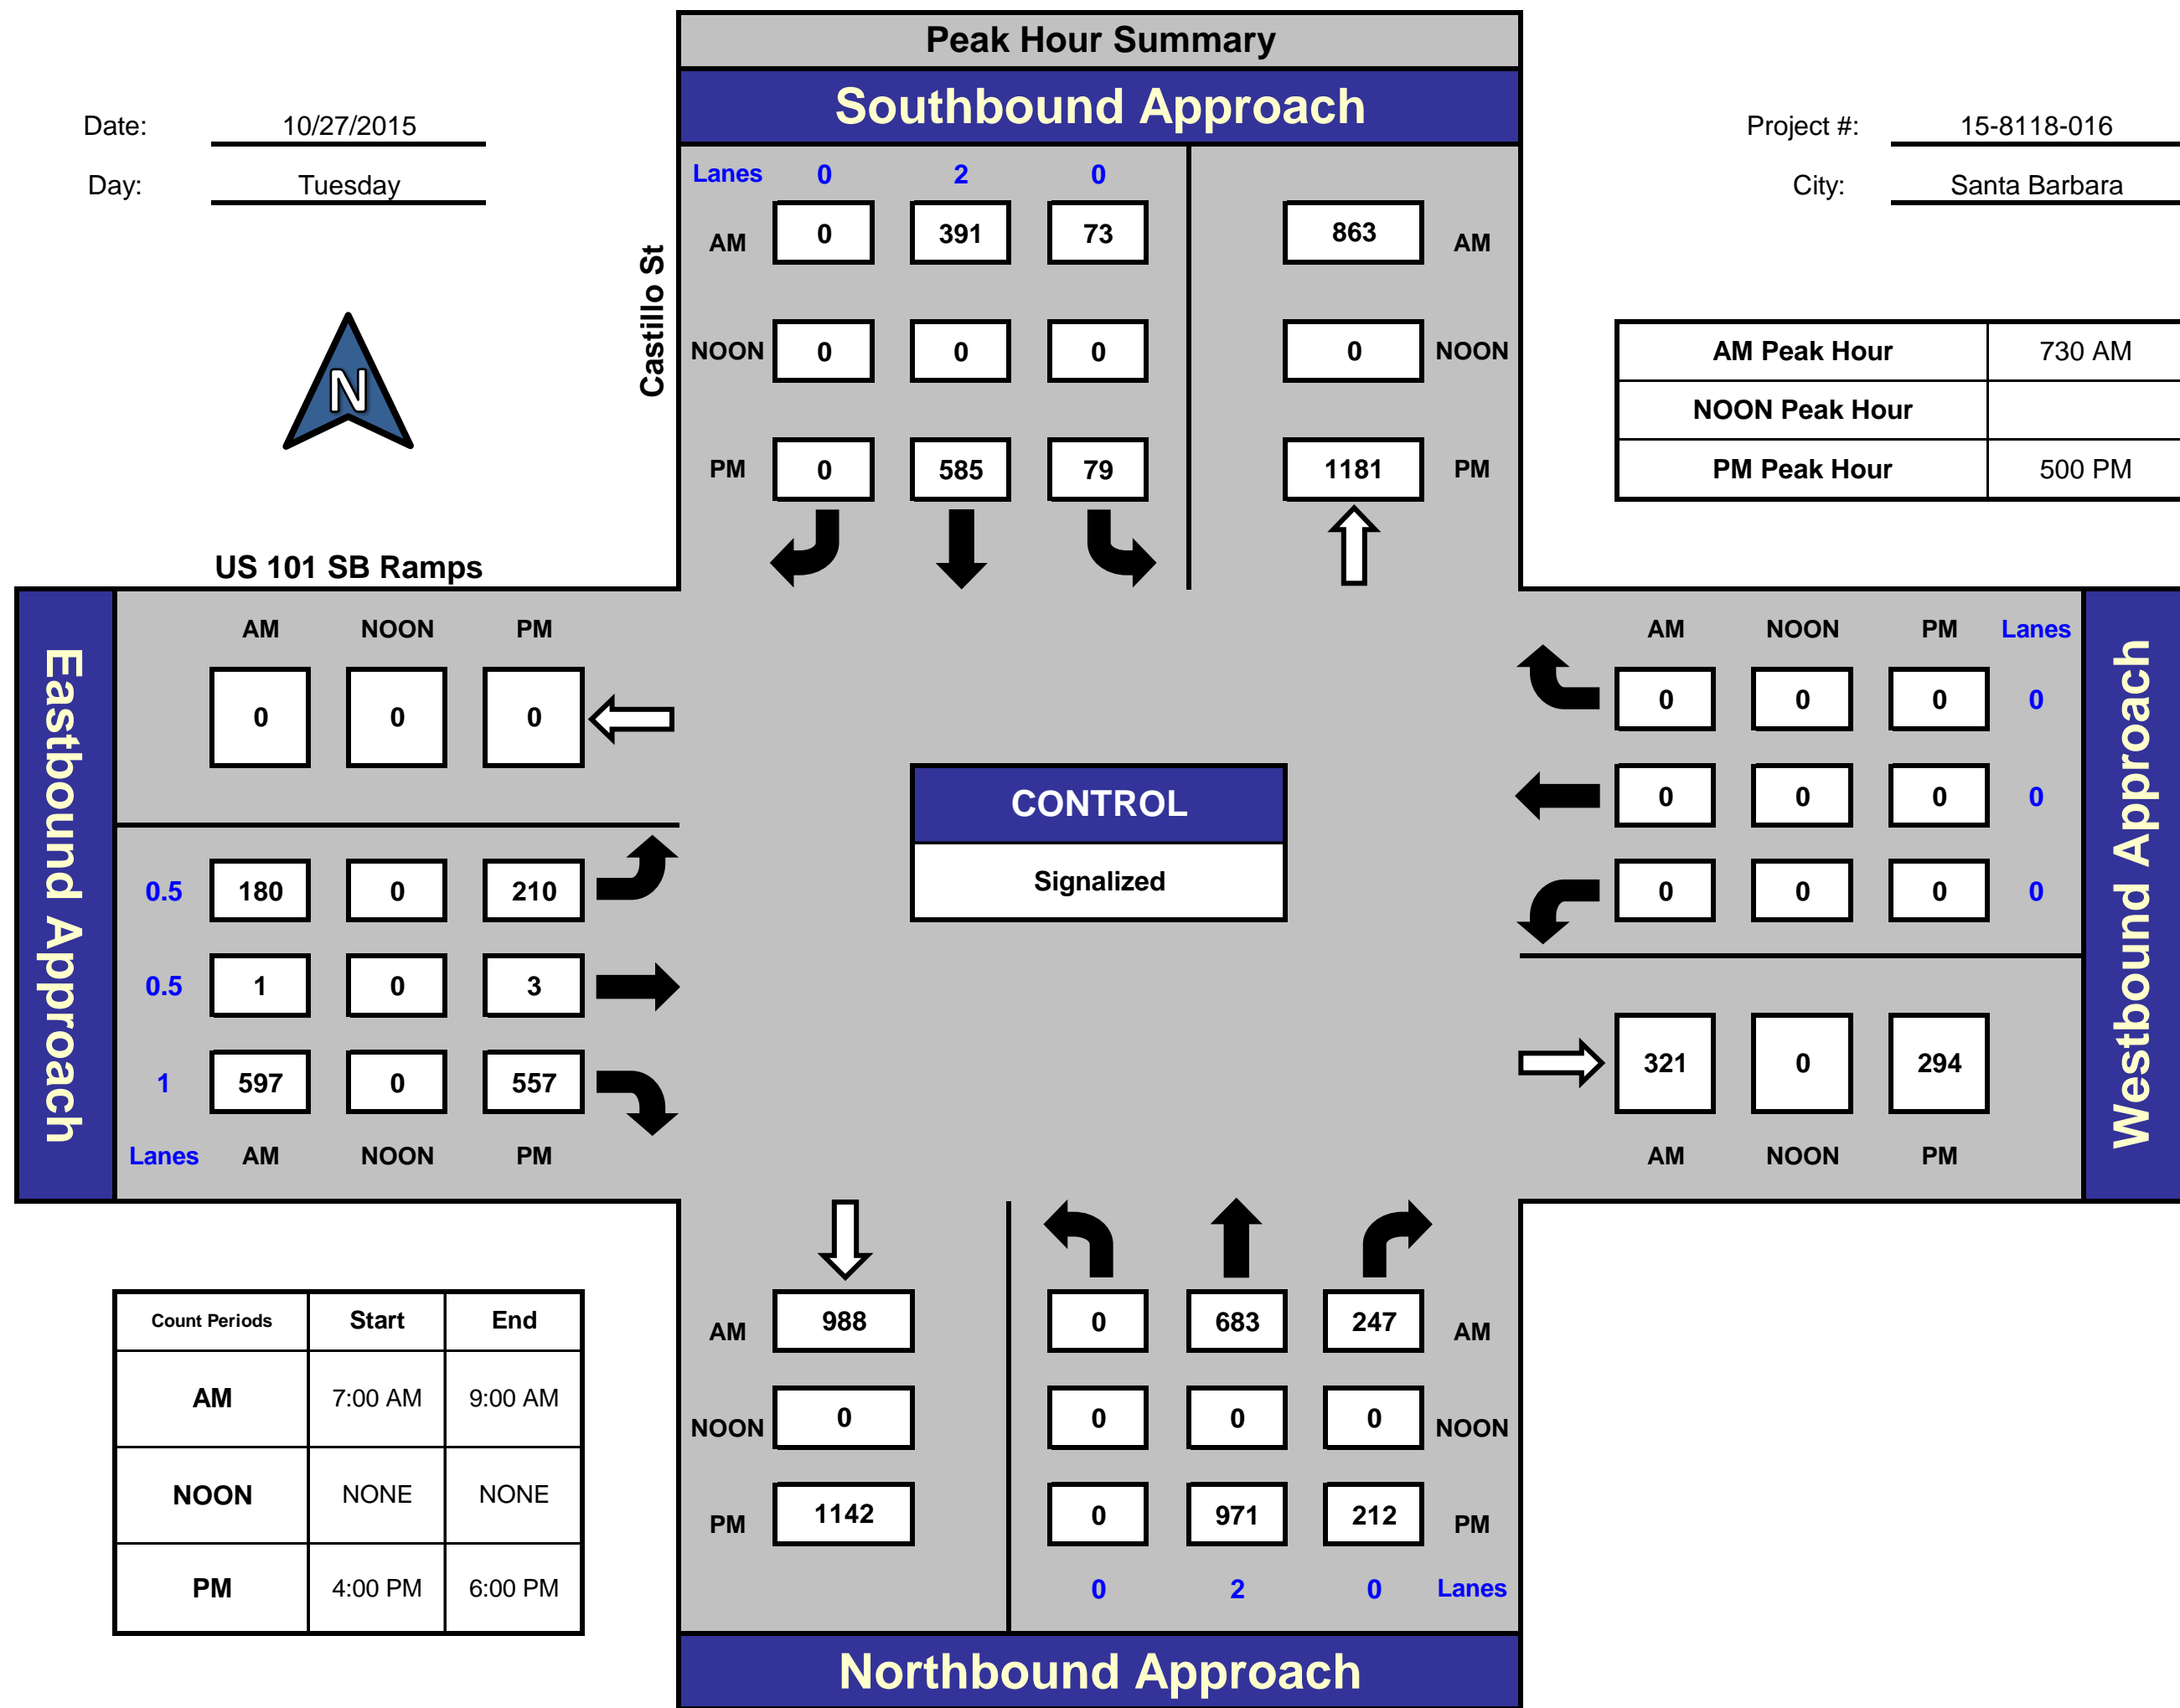 Peak Hour Summary
Southbound Approach
Date: 10/27/2015
Project #: 15-8118-016
Day: Tuesday
City: Santa Barbara
Lanes 0 2 0
AM 0 391 73 863 AM
Castillo St
N
NOON 0 0 0 0 NOON
PM 0 585 79 1181 PM
AM Peak Hour 730 AM
NOON Peak Hour
PM Peak Hour 500 PM
US 101 SB Ramps
Eastbound Approach
AM NOON PM
0 0 0
0.5 180 0 210
0.5 1 0 3
1 597 0 557
Lanes AM NOON PM
CONTROL
Signalized
AM NOON PM Lanes
0 0 0 0
0 0 0 0
0 0 0 0
321 0 294
AM NOON PM
Westbound Approach
Count Periods Start End
AM 7:00 AM 9:00 AM
NOON NONE NONE
PM 4:00 PM 6:00 PM
AM 988 0 683 247 AM
NOON 0 0 0 0 NOON
PM 1142 0 971 212 PM
0 2 0 Lanes
Northbound Approach